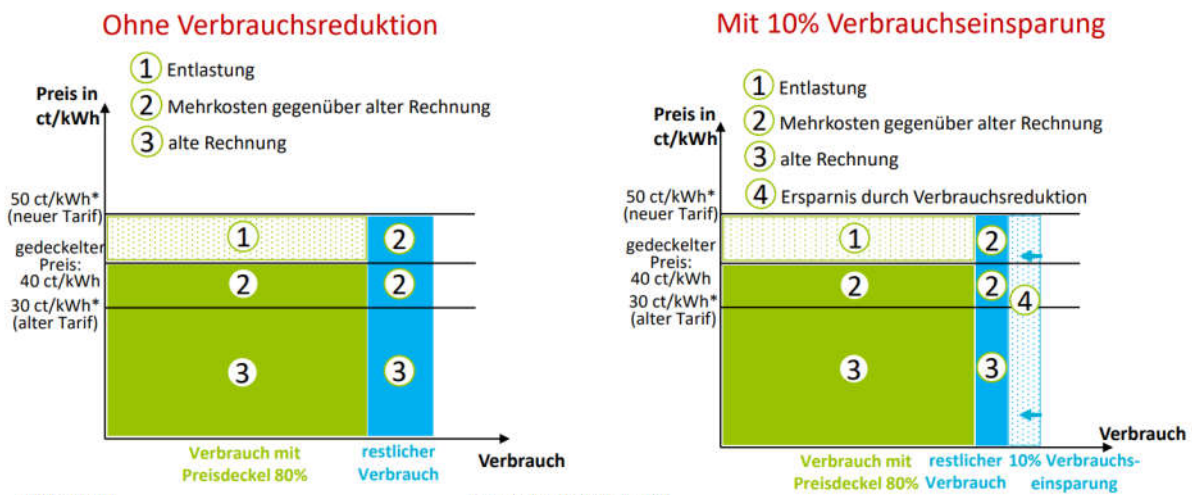 Ohne Verbrauchsreduktion
1 Entlastung
2 Mehrkosten gegenüber alter Rechnung
3 alte Rechnung
Preis in
ct/kWh
50 ct/kWh*
(neuer Tarif)
gedeckelter
Preis:
40 ct/kWh
30 ct/kWh*
(alter Tarif)
1
2
2
2
3
3
Verbrauch mit
Preisdeckel 80%
restlicher
Verbrauch
Verbrauch
Mit 10% Verbrauchseinsparung
1 Entlastung
2 Mehrkosten gegenüber alter Rechnung
3 alte Rechnung
4 Ersparnis durch Verbrauchsreduktion
Preis in
ct/kWh
50 ct/kWh*
(neuer Tarif)
gedeckelter
Preis:
40 ct/kWh
30 ct/kWh*
(alter Tarif)
1
2
2
2
4
3
3
Verbrauch
Verbrauch mit
Preisdeckel 80%
restlicher
Verbrauch
10% Verbrauchs-
einsparung